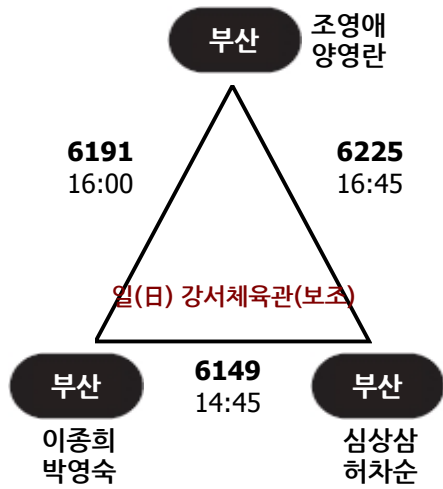 부산
조영애
양영란
6191
16:00
6225
16:45
일(日) 강서체육관(보조)
부산
이종희
박영숙
6149
14:45
부산
심상삼
허차순